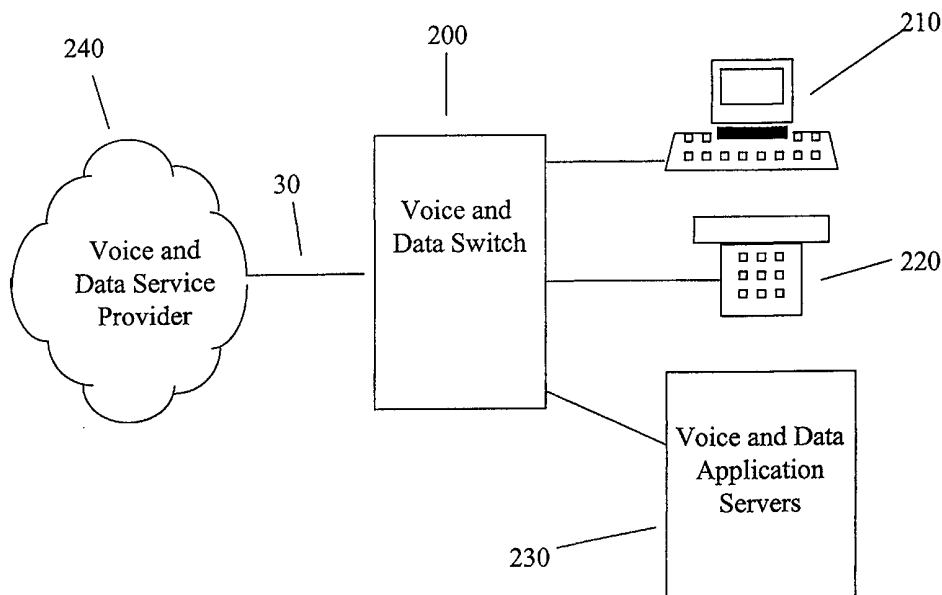 240
200
210
30
Voice and
Data Service
Provider
Voice and
Data Switch
220
Voice and Data
Application
Servers
230